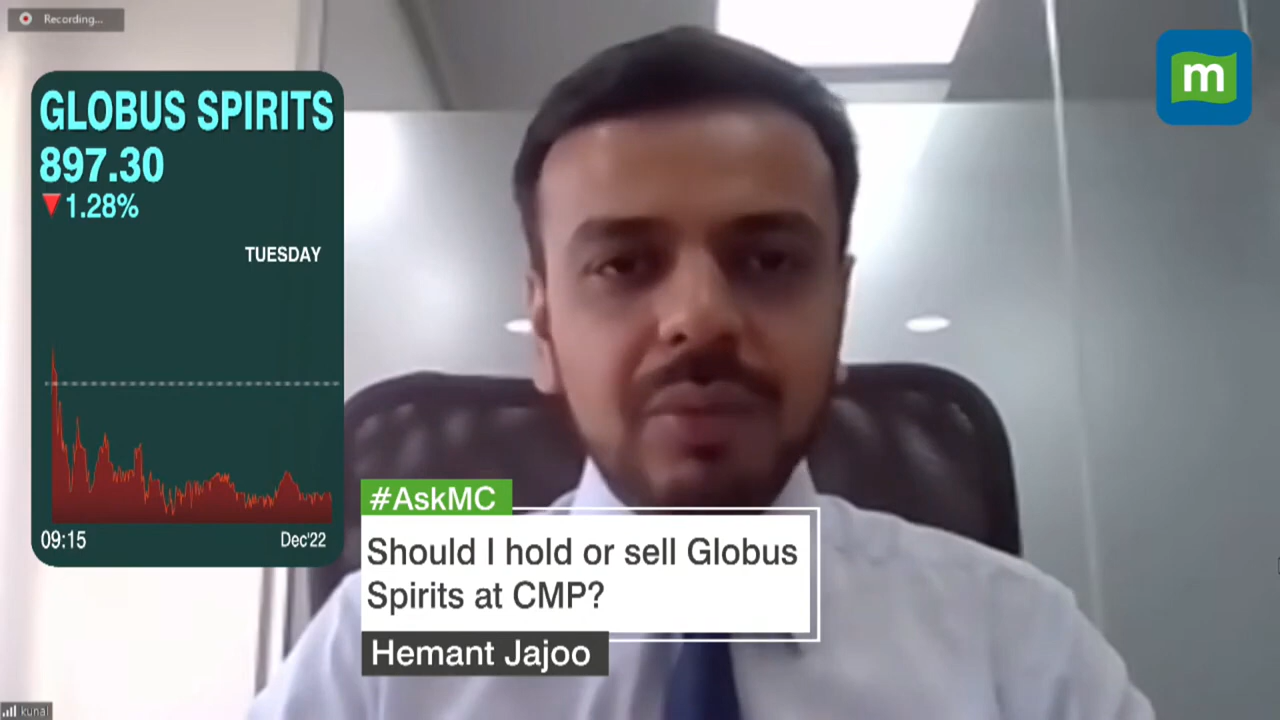 Recording...
GLOBUS SPIRITS
897.30
▼1.28%
TUESDAY
09:15
Dec'22
m
#AskMC
Should I hold or sell Globus
Spirits at CMP?
Hemant Jajoo
kunal